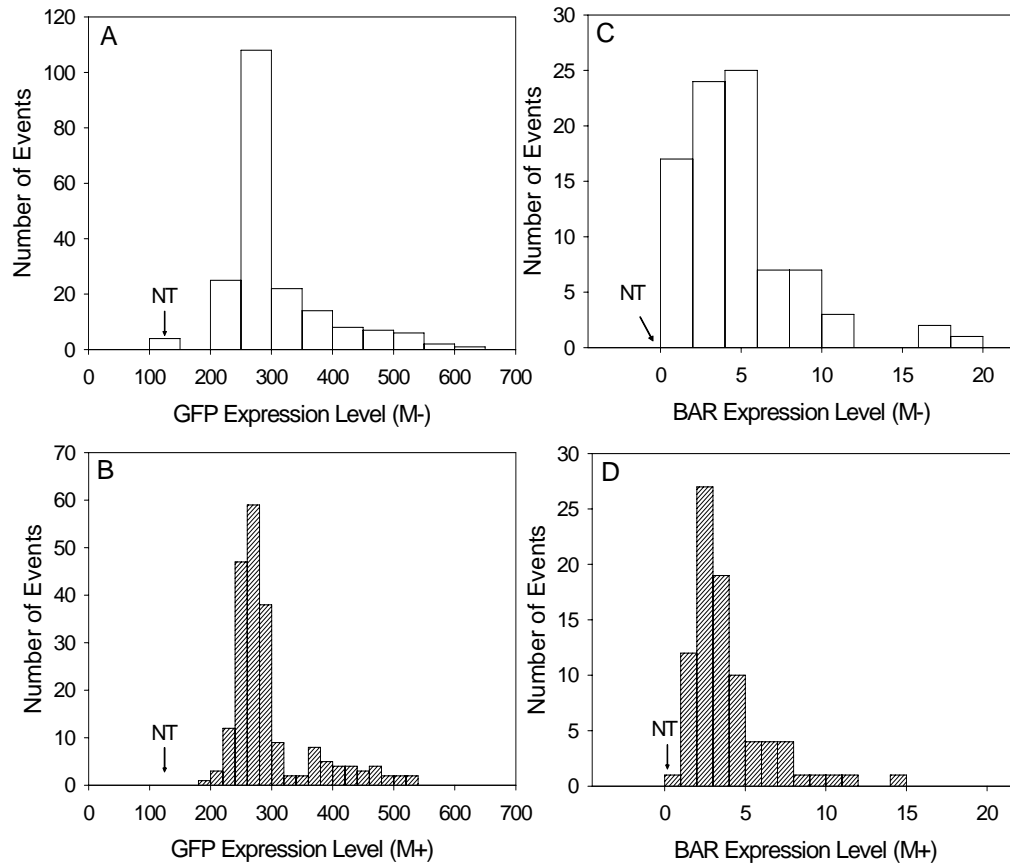 A
Number of Events
120
100
80
60
40
20
0
NT
0 100 200 300 400 500 600 700
GFP Expression Level (M-)
C
Number of Events
30
25
20
15
10
5
0
NT
0 5 10 15 20
BAR Expression Level (M-)
B
Number of Events
70
60
50
40
30
20
10
0
NT
0 100 200 300 400 500 600 700
GFP Expression Level (M+)
D
Number of Events
30
25
20
15
10
5
0
NT
0 5 10 15 20
BAR Expression Level (M+)